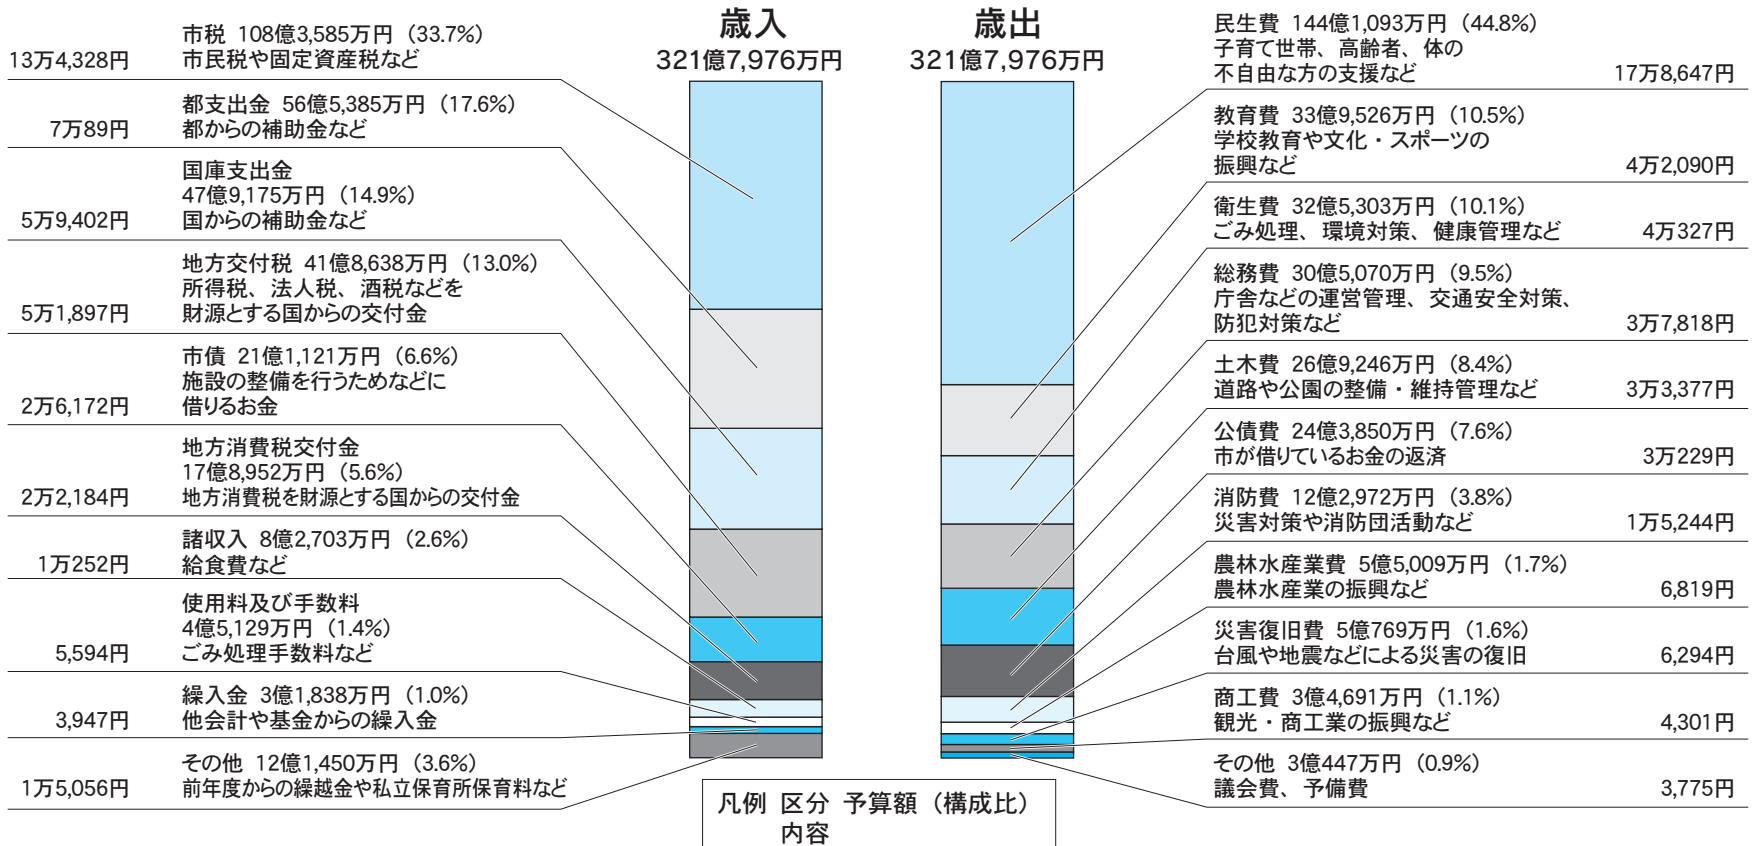 歳入
321億7,976万円
市税 108億3,585万円（33.7%）
市民税や固定資産税など
13万4,328円
都支出金 56億5,385万円（17.6%）
都からの補助金など
7万89円
国庫支出金
47億9,175万円（14.9%）
国からの補助金など
5万9,402円
地方交付税 41億8,638万円（13.0%）
所得税、法人税、酒税などを
財源とする国からの交付金
5万1,897円
市債 21億1,121万円（6.6%）
施設の整備を行うためなどに
借りるお金
2万6,172円
地方消費税交付金
17億8,952万円（5.6%）
地方消費税を財源とする国からの交付金
2万2,184円
諸収入 8億2,703万円（2.6%）
給食費など
1万252円
使用料及び手数料
4億5,129万円（1.4%）
ごみ処理手数料など
5,594円
繰入金 3億1,838万円（1.0%）
他会計や基金からの繰入金
3,947円
その他 12億1,450万円（3.6%）
前年度からの繰越金や私立保育所保育料など
1万5,056円
歳出
321億7,976万円
民生費 144億1,093万円（44.8%）
子育て世帯、高齢者、体の
不自由な方の支援など
17万8,647円
教育費 33億9,526万円（10.5%）
学校教育や文化・スポーツの
振興など
4万2,090円
衛生費 32億5,303万円（10.1%）
ごみ処理、環境対策、健康管理など
4万327円
総務費 30億5,070万円（9.5%）
庁舎などの運営管理、交通安全対策、
防犯対策など
3万7,818円
土木費 26億9,246万円（8.4%）
道路や公園の整備・維持管理など
3万3,377円
公債費 24億3,850万円（7.6%）
市が借りているお金の返済
3万229円
消防費 12億2,972万円（3.8%）
災害対策や消防団活動など
1万5,244円
農林水産業費 5億5,009万円（1.7%）
農林水産業の振興など
6,819円
災害復旧費 5億769万円（1.6%）
台風や地震などによる災害の復旧
6,294円
商工費 3億4,691万円（1.1%）
観光・商工業の振興など
4,301円
その他 3億447万円（0.9%）
議会費、予備費
3,775円
凡例 区分 予算額（構成比）
内容